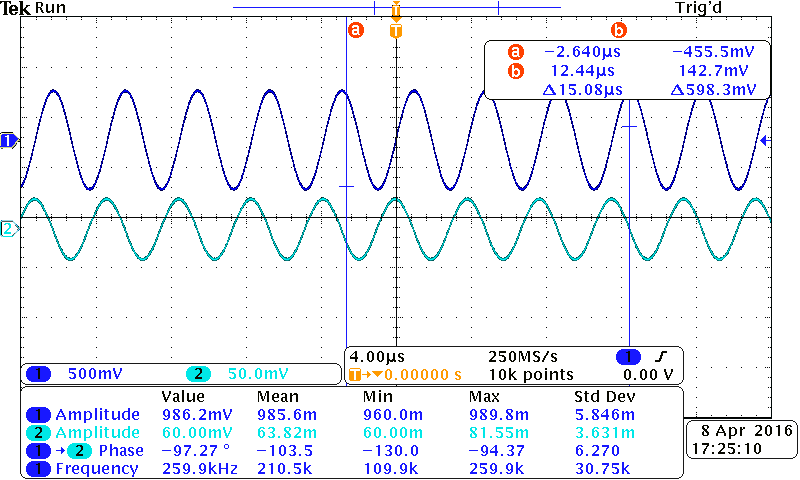 Tek Run Trig'd
T
a b
T
a −2.640µs −455.5mV
b 12.44µs 142.7mV
Δ15.08µs Δ598.3mV
1
2
1 500mV 2 50.0mV
4.00µs 250MS/s 1
T→▼0.00000 s 10k points 0.00 V
Value Mean Min Max Std Dev
1 Amplitude 986.2mV 985.6m 960.0m 989.8m 5.846m
2 Amplitude 60.00mV 63.82m 60.00m 81.55m 3.631m
1 → 2 Phase −97.27 ° −103.5 −130.0 −94.37 6.270
1 Frequency 259.9kHz 210.5k 109.9k 259.9k 30.75k
8 Apr 2016
17:25:10